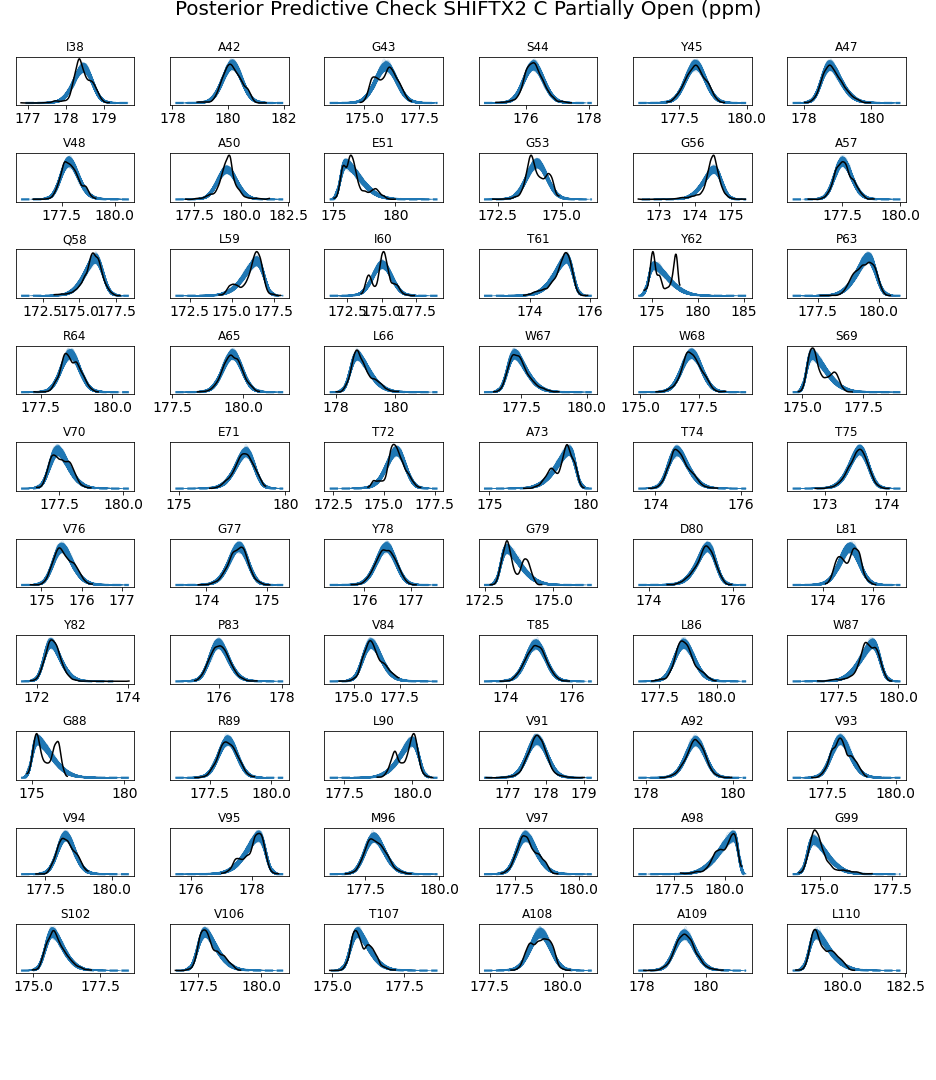 Posterior Predictive Check SHIFTX2 C Partially Open (ppm)
I38 A42 G43 S44 Y45 A47
177 178 179 178 180 182 175.0 177.5 176 178 177.5 180.0 178 180
V48 A50 E51 G53 G56 A57
177.5 180.0 177.5 180.0 182.5 175 180 172.5 175.0 173 174 175 177.5 180.0
Q58 L59 I60 T61 Y62 P63
172.5 175.0 177.5 172.5 175.0 177.5 172.5 175.0 177.5 174 176 175 180 185 177.5 180.0
R64 A65 L66 W67 W68 S69
177.5 180.0 177.5 180.0 178 180 177.5 180.0 175.0 177.5 175.0 177.5
V70 E71 T72 A73 T74 T75
177.5 180.0 175 180 172.5 175.0 177.5 175 180 174 176 173 174
V76 G77 Y78 G79 D80 L81
175 176 177 174 175 176 177 172.5 175.0 174 176 174 176
Y82 P83 V84 T85 L86 W87
172 174 176 178 175.0 177.5 174 176 177.5 180.0 177.5 180.0
G88 R89 L90 V91 A92 V93
175 180 177.5 180.0 177.5 180.0 177 178 179 178 180 177.5 180.0
V94 V95 M96 V97 A98 G99
177.5 180.0 176 178 177.5 180.0 177.5 180.0 177.5 180.0 175.0 177.5
S102 V106 T107 A108 A109 L110
175.0 177.5 177.5 180.0 175.0 177.5 177.5 180.0 178 180 180.0 182.5